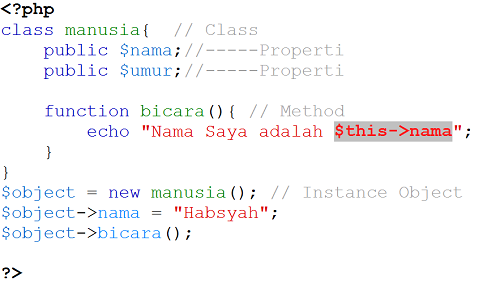 <?php
class manusia{  // Class
    public $nama;//-----Properti
    public $umur;//-----Properti

    function bicara(){ // Method
        echo "Nama Saya adalah $this->nama";
    }
}
$object = new manusia(); // Instance Object
$object->nama = "Habsyah";
$object->bicara();

?>